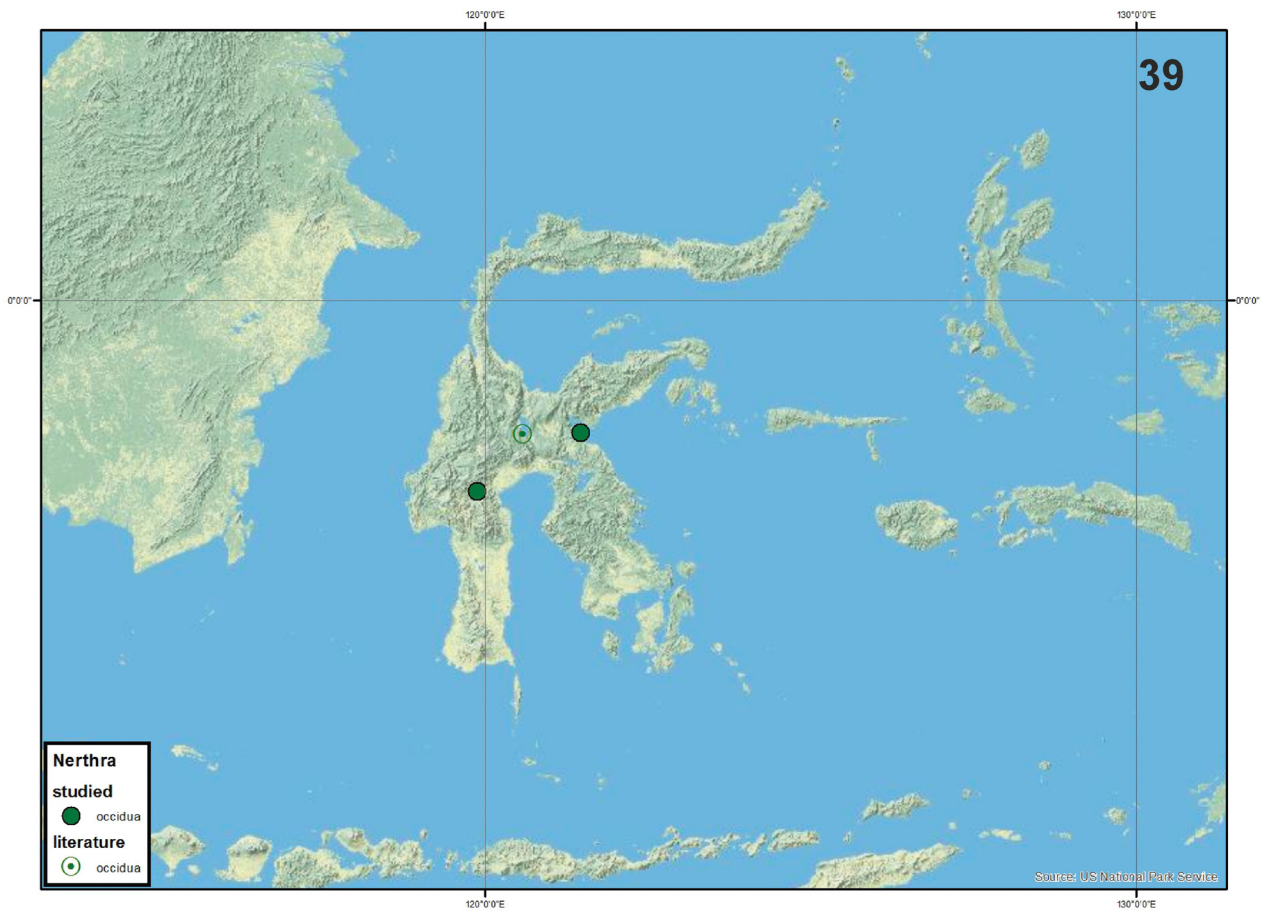 120°0'0"E 130°0'0"E
39
0°0'0" 0°0'0"
Nerthra
studied
occidua
literature
occidua
Source: US National Park Service
120°0'0"E 130°0'0"E